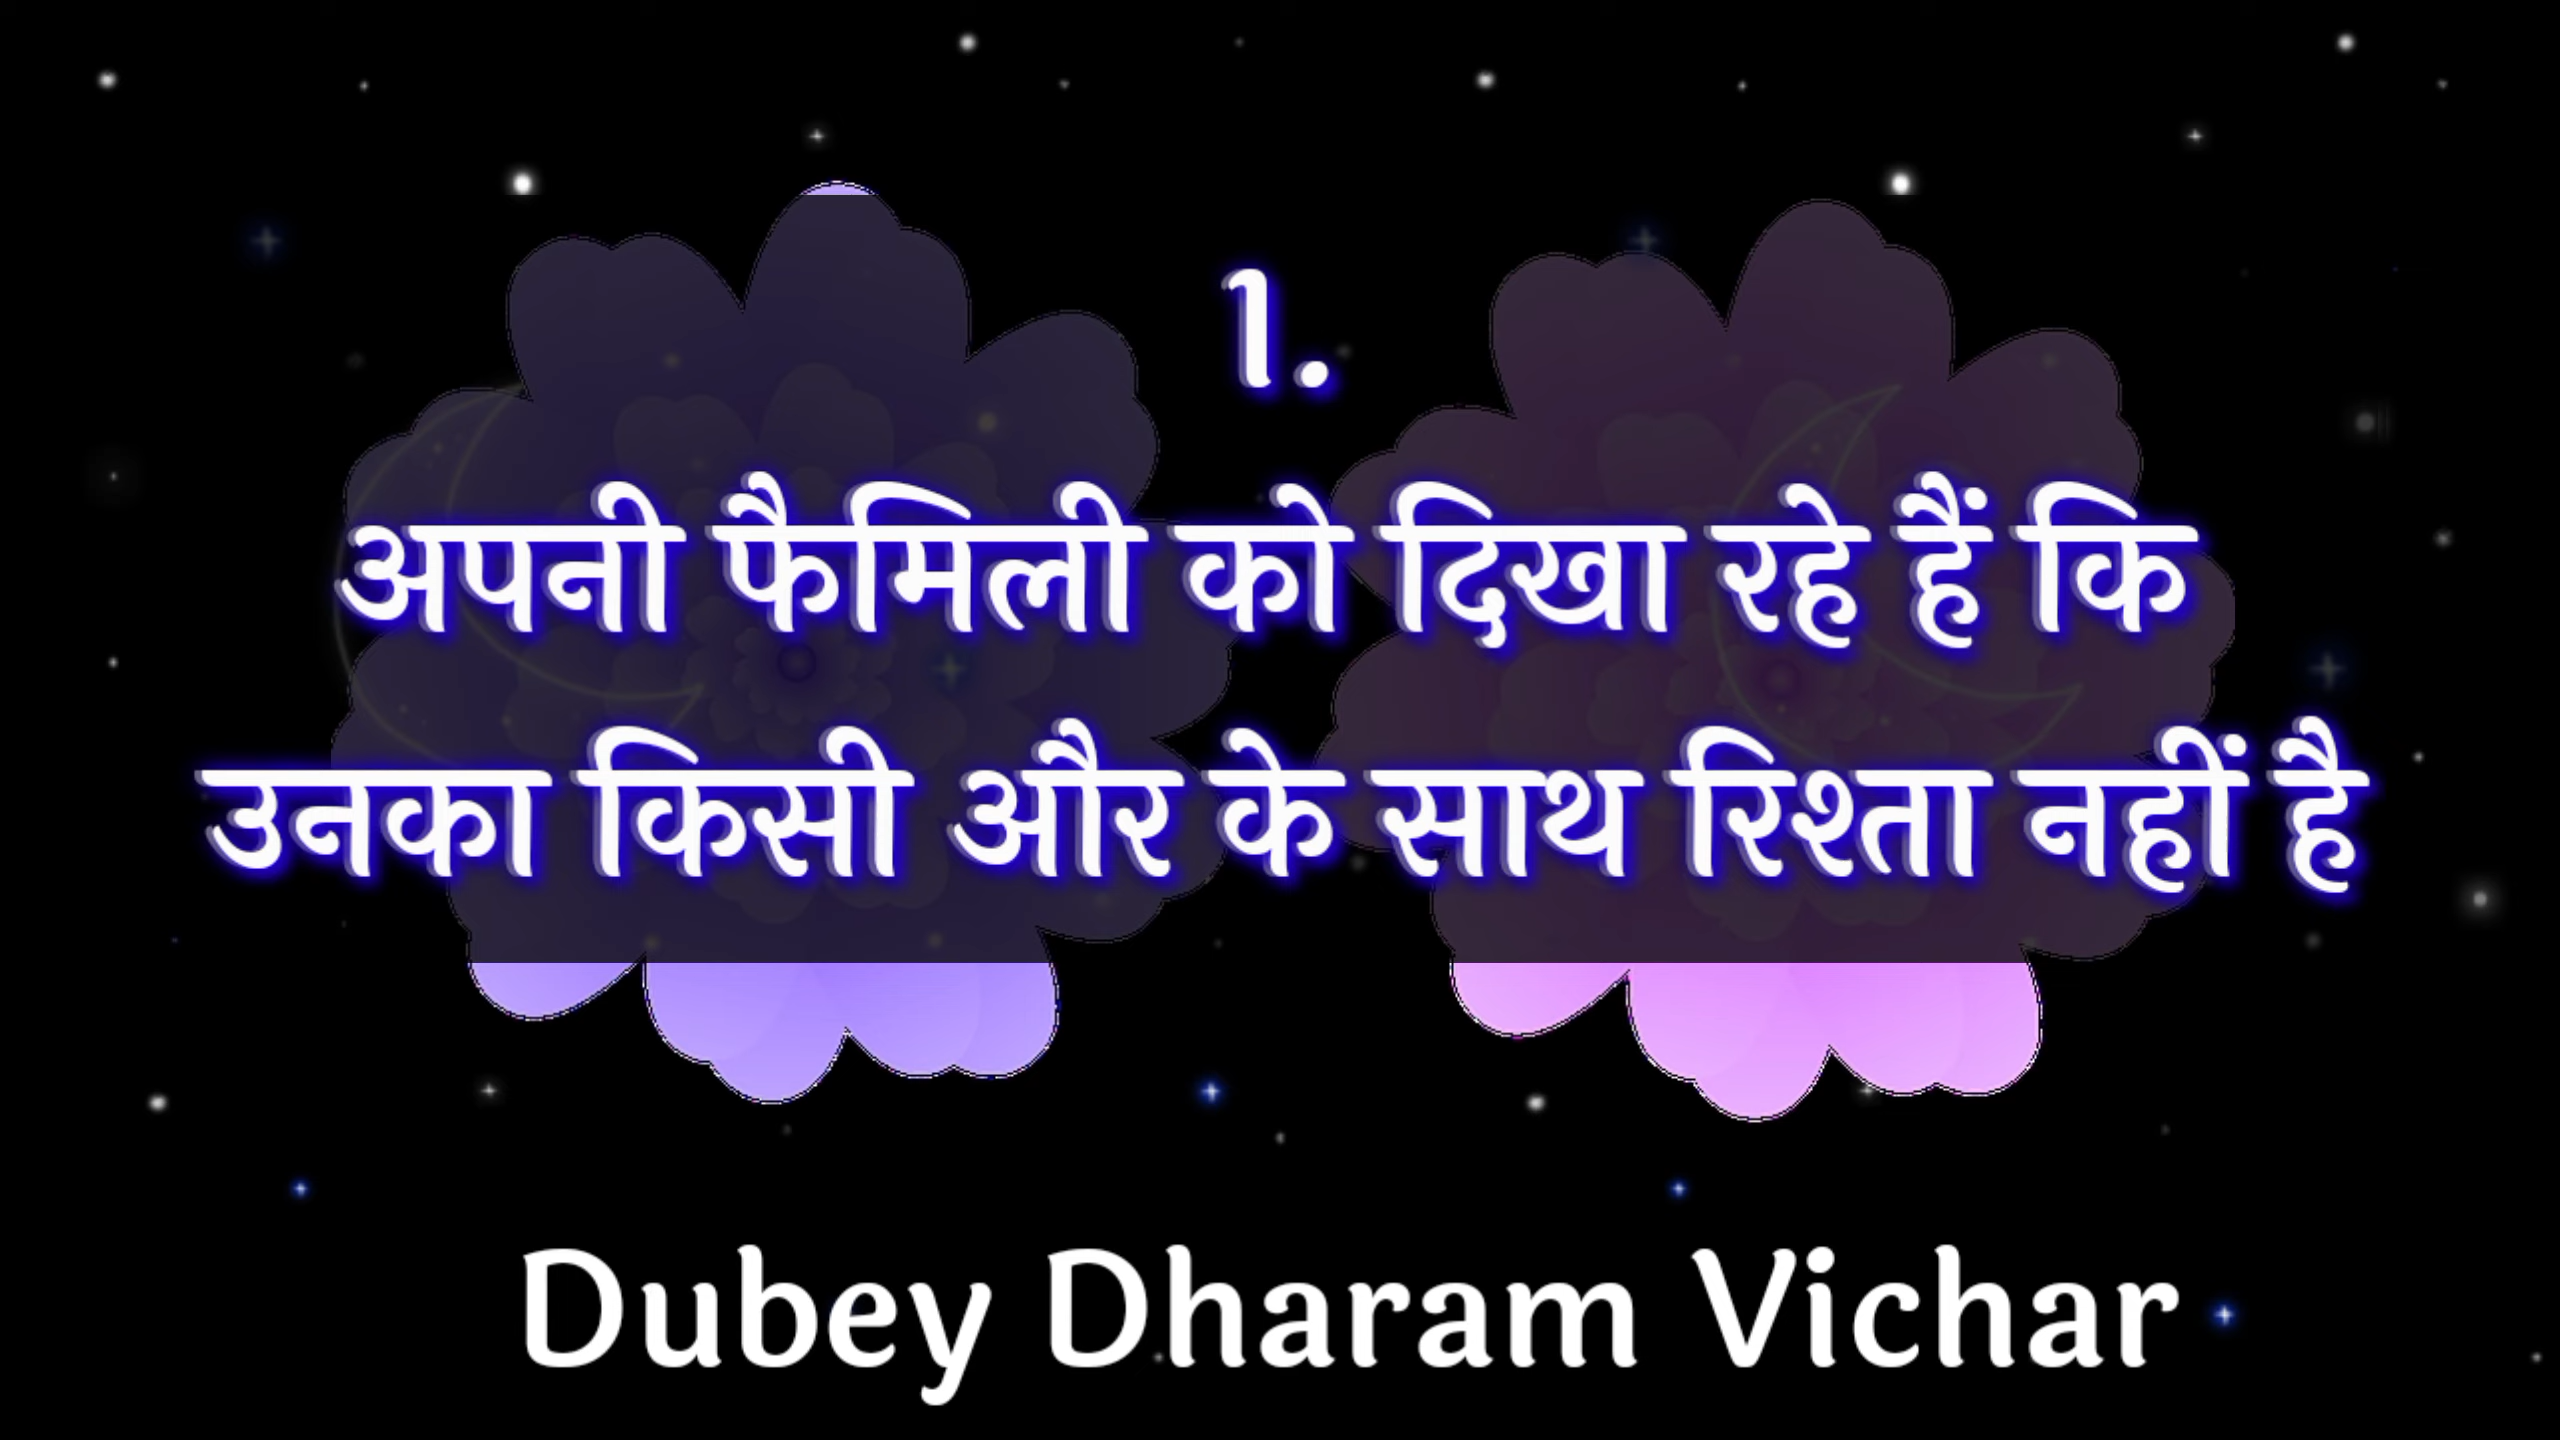 1.
अपनी फैमिली को दिखा रहे हैं कि
उनका किसी और के साथ रिश्ता नहीं है
Dubey Dharam Vichar